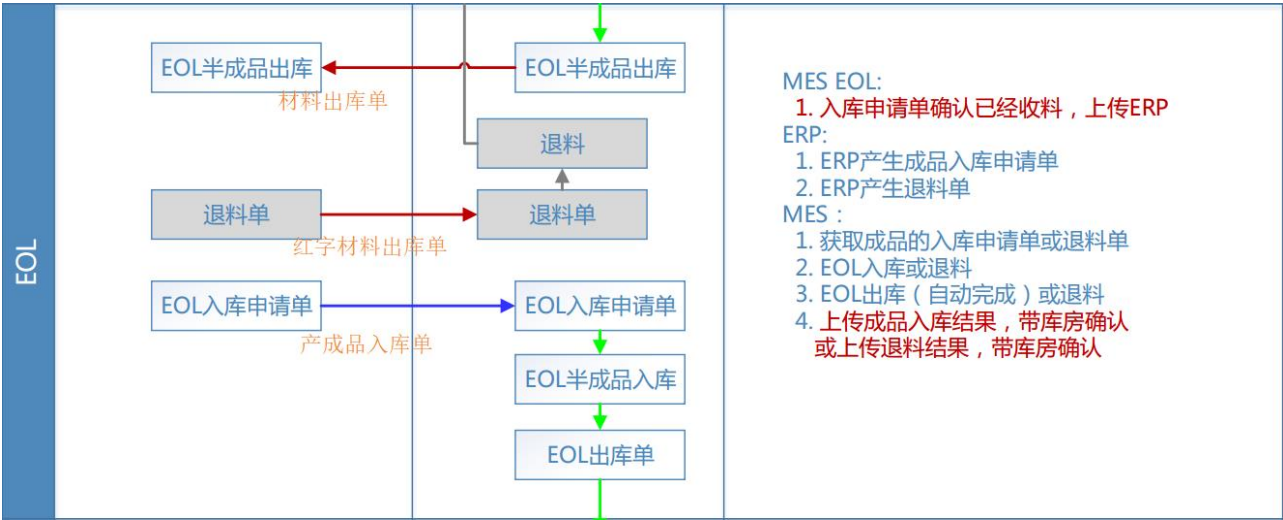 EOL
EOL半成品出库
EOL半成品出库
材料出库单
退料
退料单
退料单
红字材料出库单
EOL入库申请单
EOL入库申请单
产成品入库单
EOL半成品入库
EOL出库单
MES EOL:
1. 入库申请单确认已经收料，上传ERP
ERP:
1. ERP产生成品入库申请单
2. ERP产生退料单
MES：
1. 获取成品的入库申请单或退料单
2. EOL入库或退料
3. EOL出库（自动完成）或退料
4. 上传成品入库结果，带库房确认
或上传退料结果，带库房确认